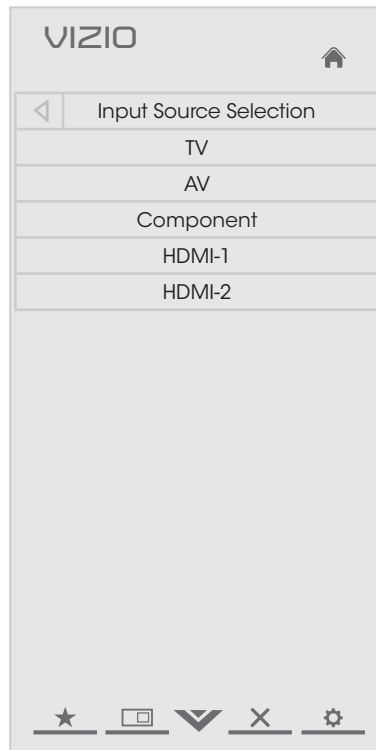 VIZIO
Input Source Selection
TV
AV
Component
HDMI-1
HDMI-2